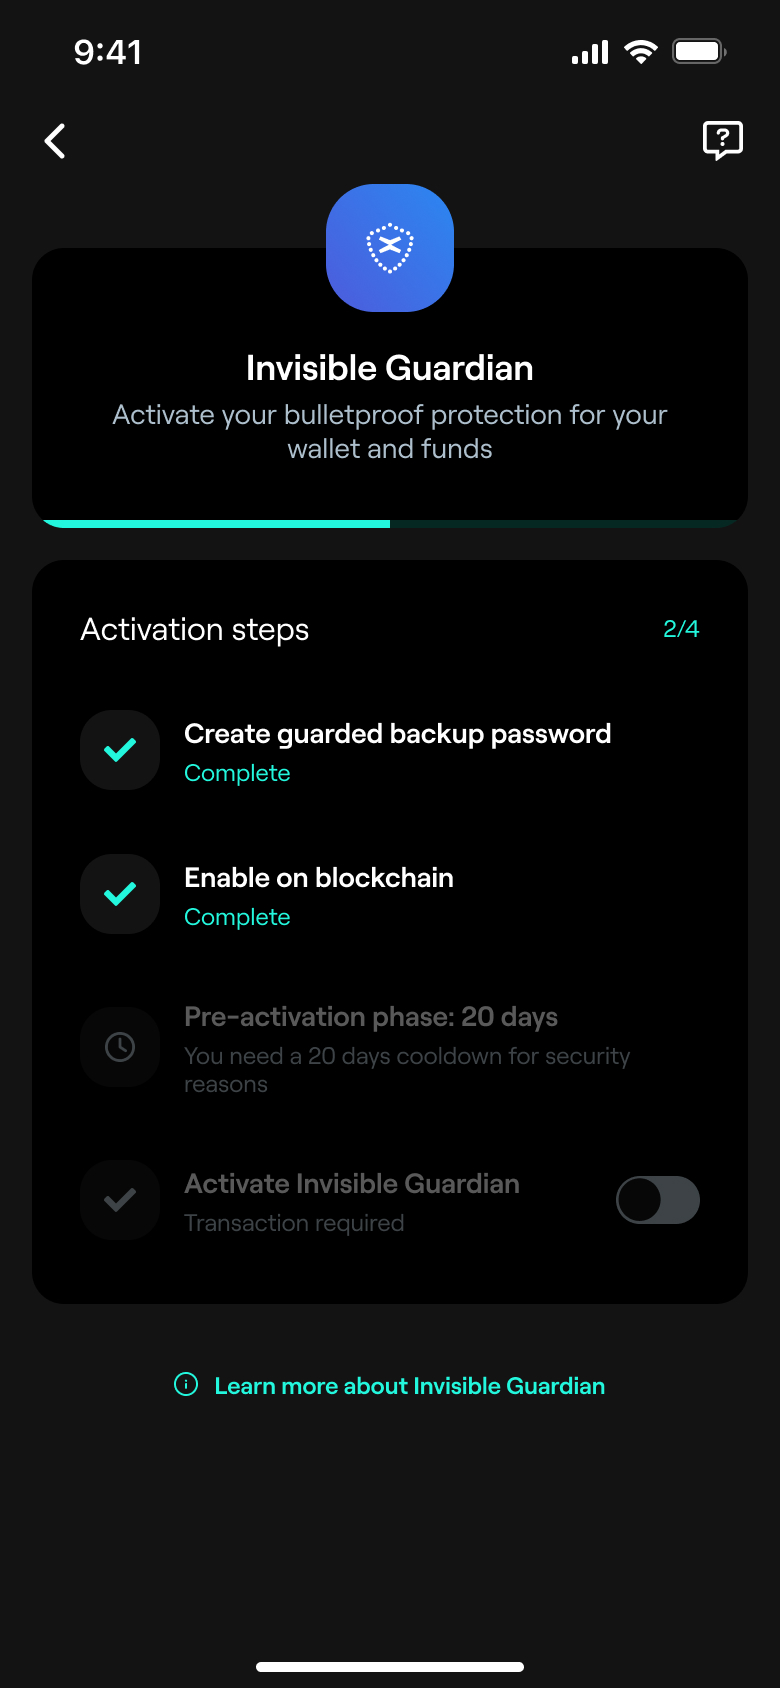 9:41
Invisible Guardian
Activate your bulletproof protection for your
wallet and funds
Activation steps
2/4
Create guarded backup password
Complete
Enable on blockchain
Complete
Pre-activation phase: 20 days
You need a 20 days cooldown for security
reasons
Activate Invisible Guardian
Transaction required
Learn more about Invisible Guardian